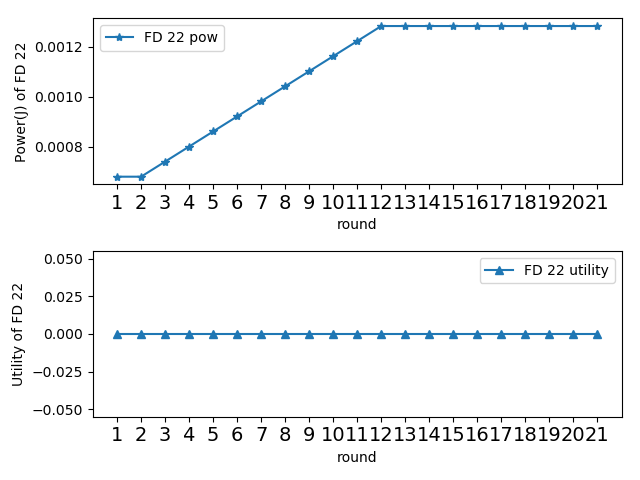 FD 22 pow
Power(J) of FD 22
0.0012
0.0010
0.0008
1 2 3 4 5 6 7 8 9 10 11 12 13 14 15 16 17 18 19 20 21
round
FD 22 utility
Utility of FD 22
0.050
0.025
0.000
−0.025
−0.050
1 2 3 4 5 6 7 8 9 10 11 12 13 14 15 16 17 18 19 20 21
round